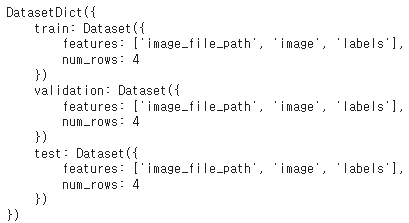 DatasetDict({
    train: Dataset({
        features: ['image_file_path', 'image', 'labels'],
        num_rows: 4
    })
    validation: Dataset({
        features: ['image_file_path', 'image', 'labels'],
        num_rows: 4
    })
    test: Dataset({
        features: ['image_file_path', 'image', 'labels'],
        num_rows: 4
    })
})